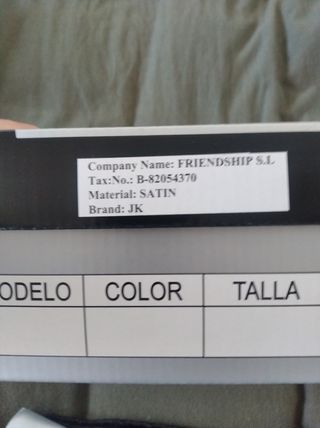 Company Name: FRIENDSHIP S.L
Tax:No.: B-82054370
Material: SATIN
Brand: JK
ODELO COLOR TALLA